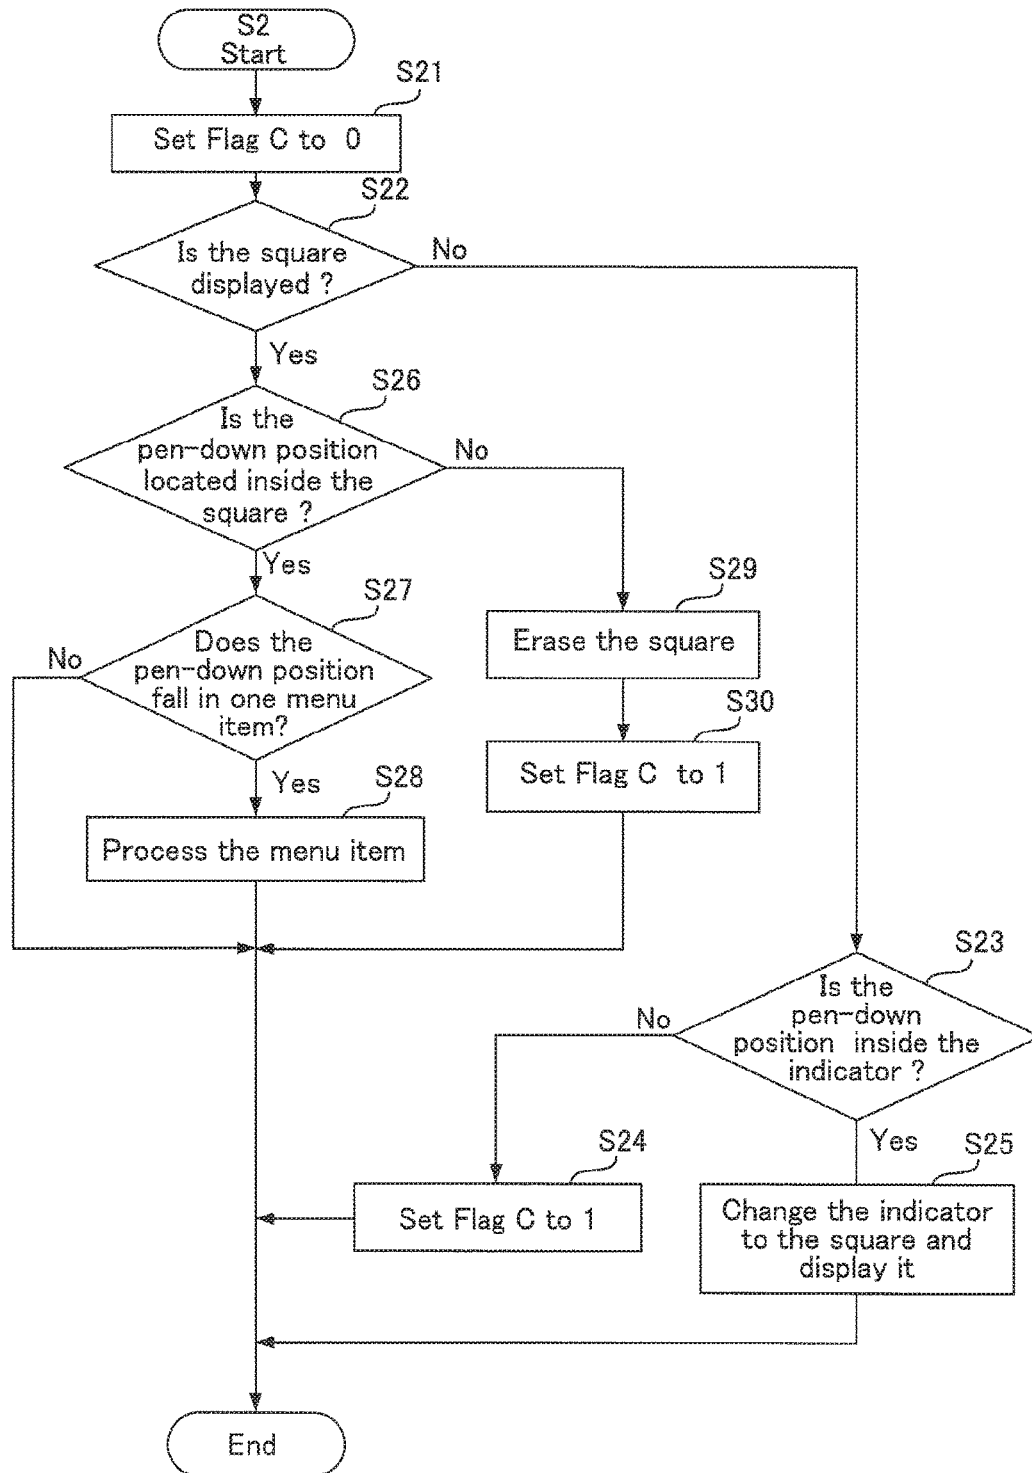 S2
Start
S21
Set Flag C to 0
S22
Is the square
displayed ?
No
Yes
S26
Is the
pen-down position
located inside the
square ?
No
Yes
S27
Does the
pen-down position
fall in one menu
item?
No
Yes
S28
Process the menu item
S29
Erase the square
S30
Set Flag C to 1
S23
Is the
pen-down
position inside the
indicator ?
No
Yes
S24
Set Flag C to 1
S25
Change the indicator
to the square and
display it
End